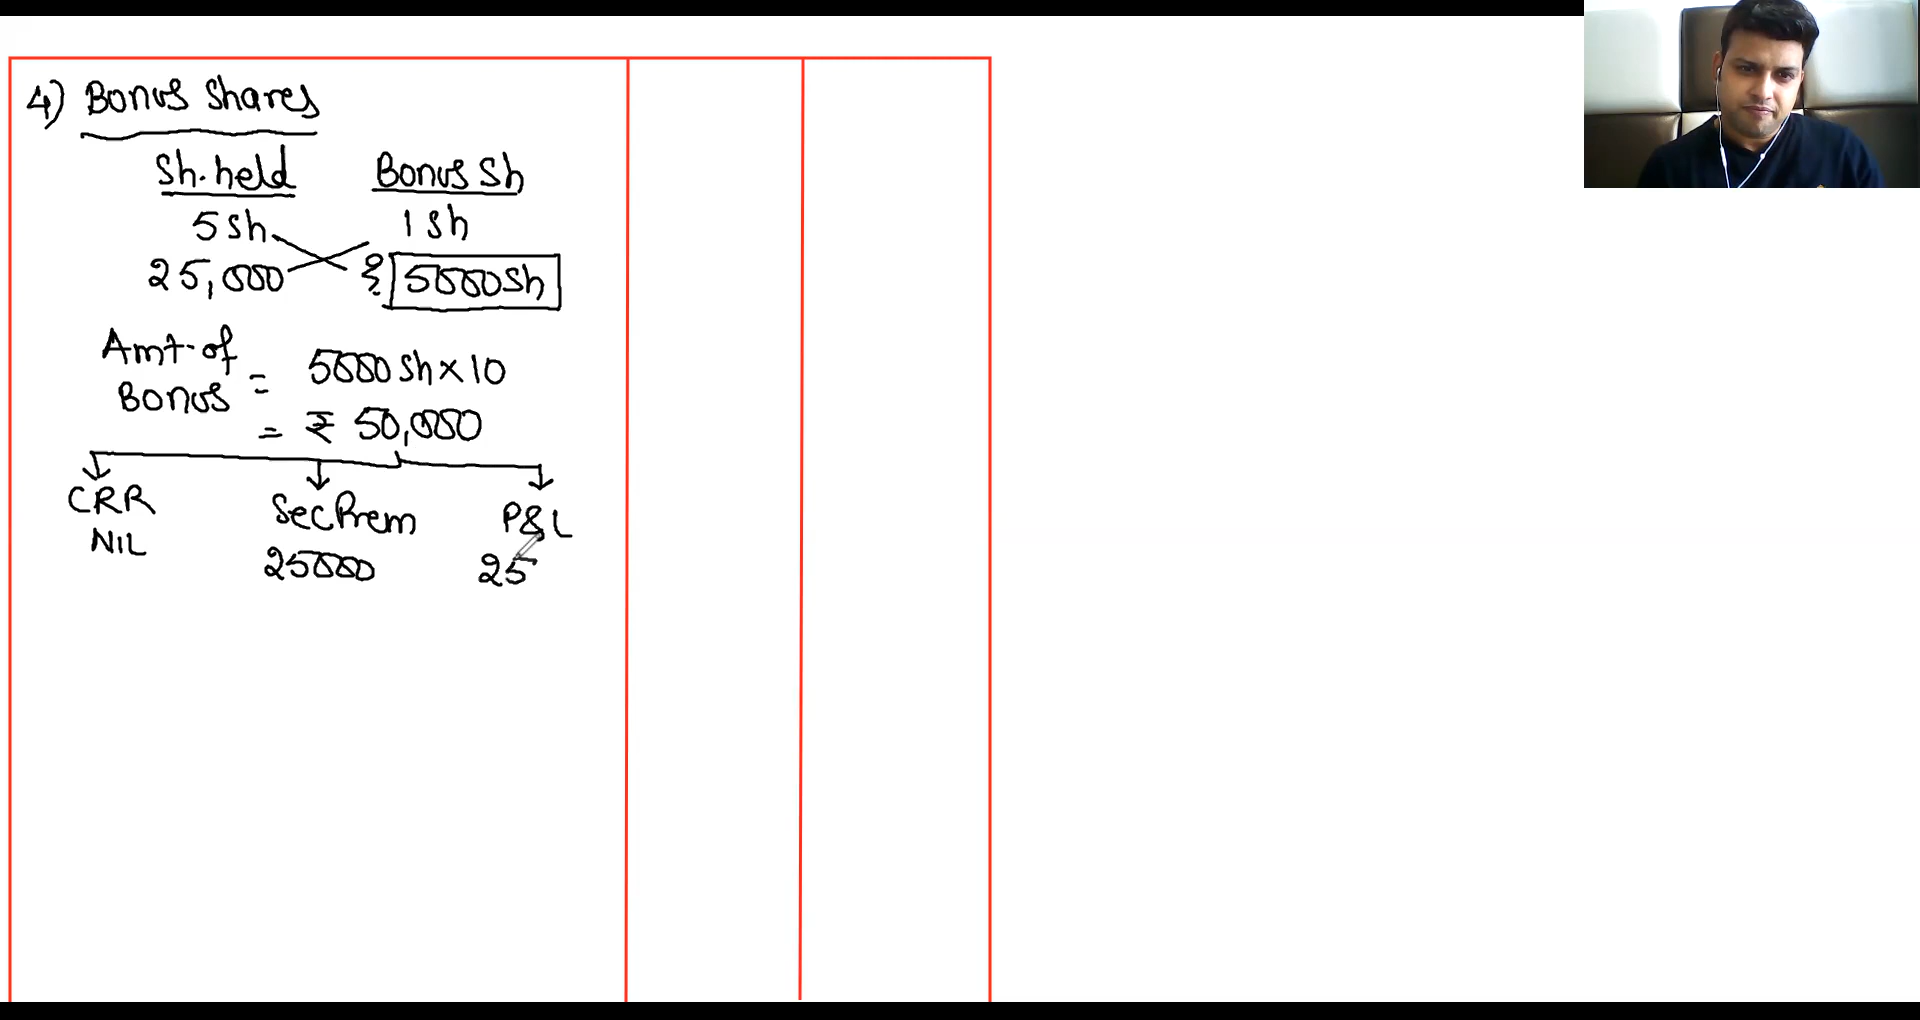 4) Bonus Shares
Sh. held Bonus Sh
5 Sh 1 Sh
25,000 ? 5000 Sh
Amt. of
Bonus = 5000 Sh × 10
= ₹ 50,000
CRR Sec Prem P&L
NIL 25000 25